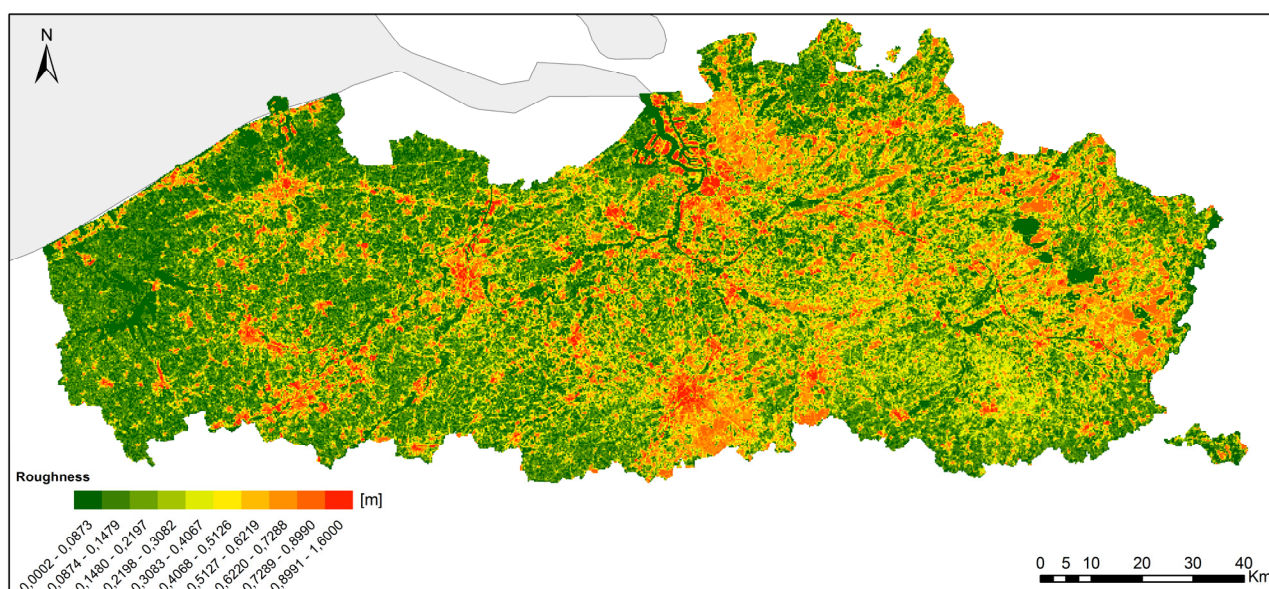 N
Roughness
[m]
0,0002 - 0,0873
0,0874 - 0,1479
0,1480 - 0,2197
0,2198 - 0,3082
0,3083 - 0,4067
0,4068 - 0,5126
0,5127 - 0,6219
0,6220 - 0,7288
0,7289 - 0,8990
0,8991 - 1,6000
0 5 10 20 30 40
Km